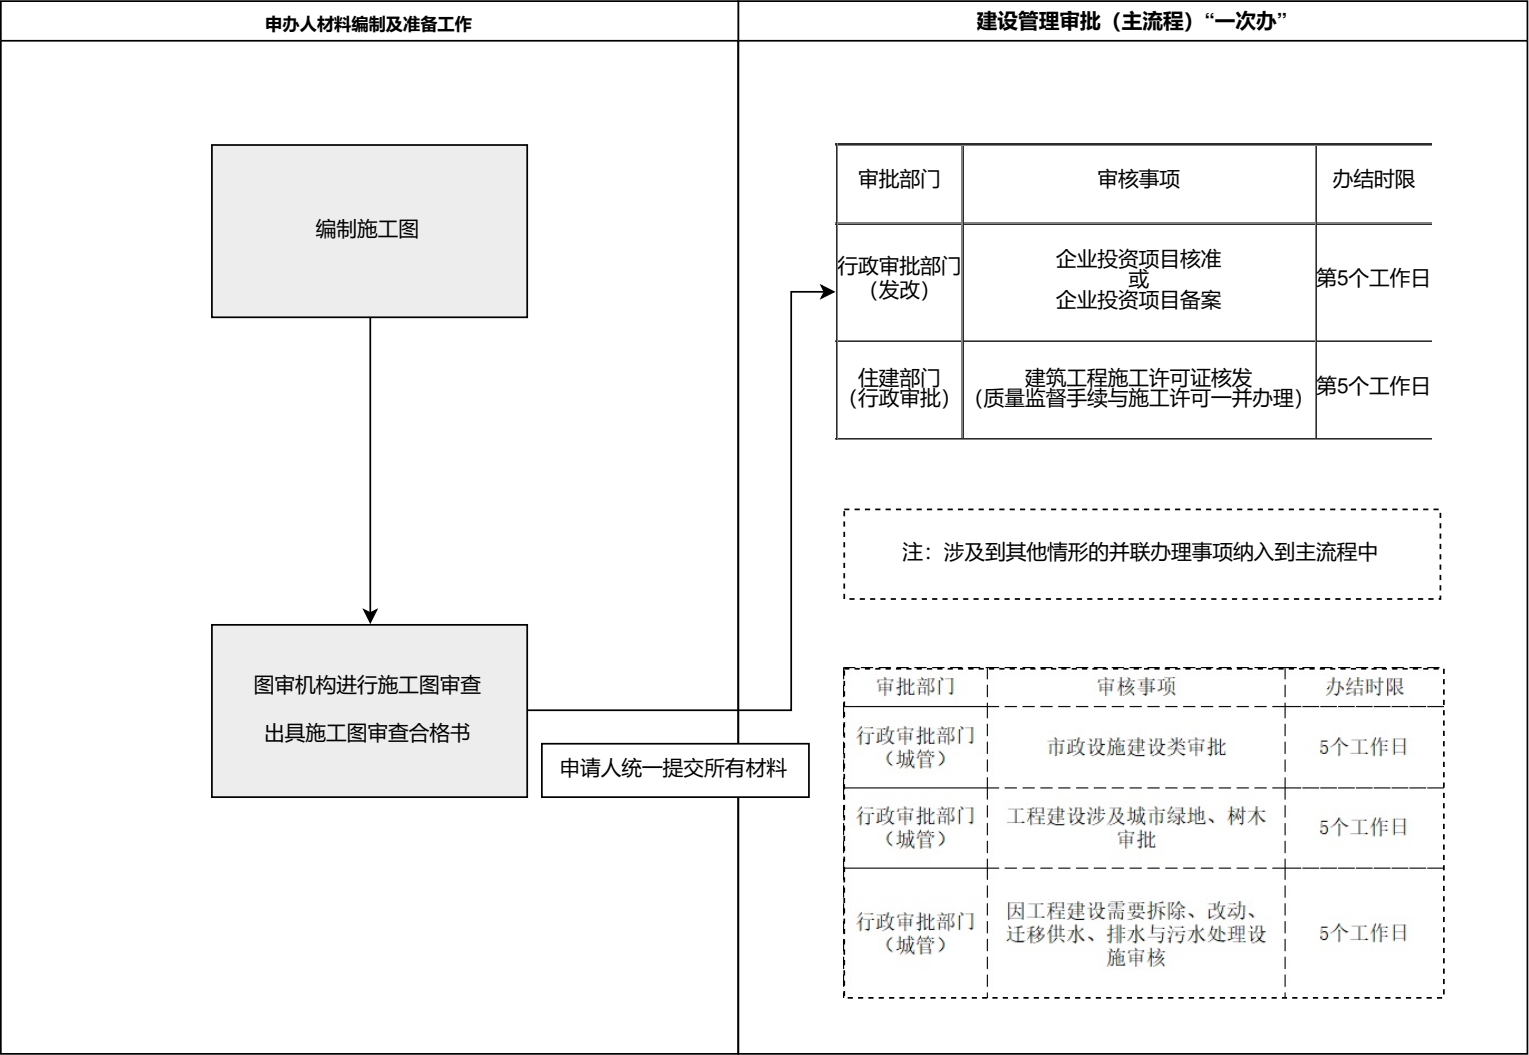 申办人材料编制及准备工作
建设管理审批（主流程）“一次办”
编制施工图
图审机构进行施工图审查
出具施工图审查合格书
申请人统一提交所有材料
审批部门 审核事项 办结时限
行政审批部门
（发改）
企业投资项目核准
或
企业投资项目备案
第5个工作日
住建部门
（行政审批）
建筑工程施工许可证核发
（质量监督手续与施工许可一并办理）
第5个工作日
注：涉及到其他情形的并联办理事项纳入到主流程中
审批部门 审核事项 办结时限
行政审批部门
（城管）
市政设施建设类审批
5个工作日
行政审批部门
（城管）
工程建设涉及城市绿地、树木
审批
5个工作日
行政审批部门
（城管）
因工程建设需要拆除、改动、
迁移供水、排水与污水处理设
施审核
5个工作日